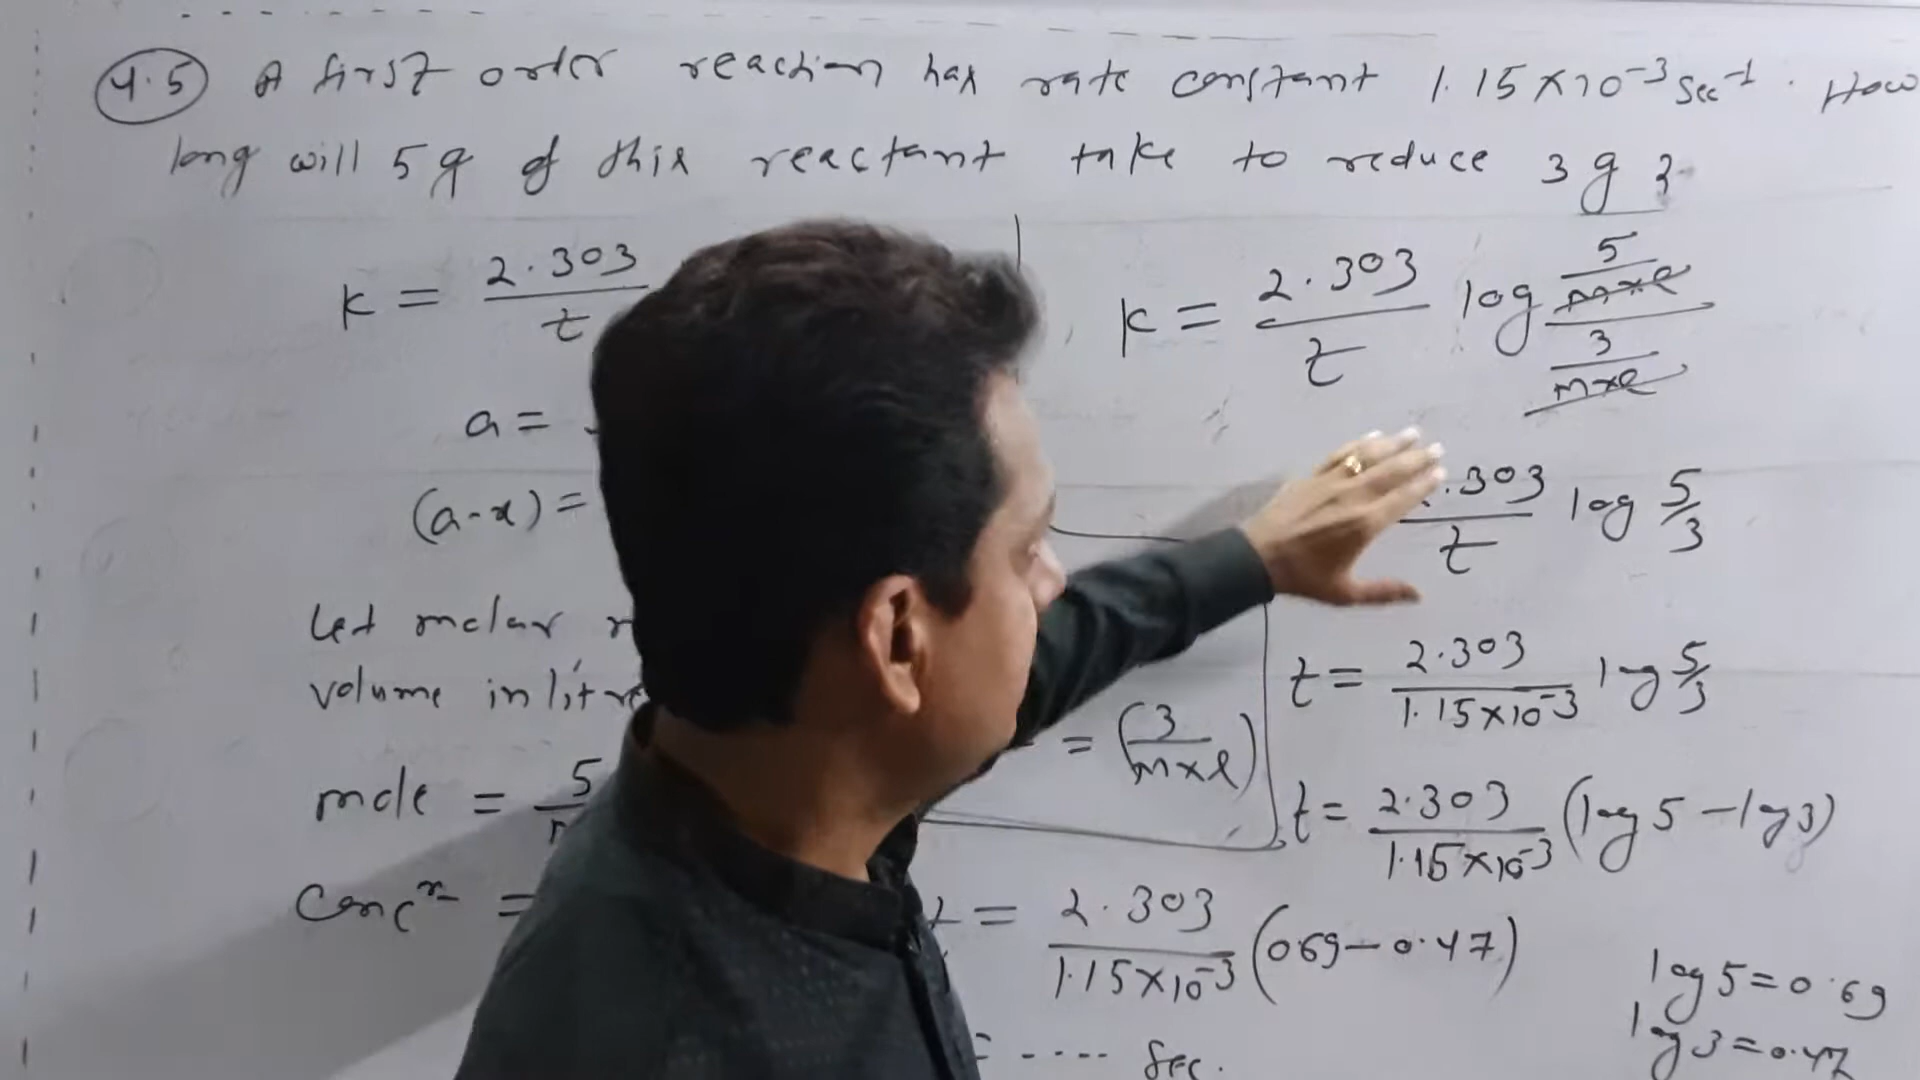 4.5 A first order reaction has rate constant 1.15×10⁻³ Sec⁻¹. How
long will 5g of this reactant take to reduce 3g ?
K = 2.303/t
a =
(a-x) =
Let molar
volume in litre
mole = 5
Concⁿ =
= (3/m×l)
K = 2.303/t log (5/m×l)/(3/m×l)
.303/t log 5/3
t = 2.303/1.15×10⁻³ log 5/3
t = 2.303/1.15×10⁻³ (log 5 - log 3)
t = 2.303/1.15×10⁻³ (0.69 - 0.47)
= ---- Sec.
log 5 = 0.69
log 3 = 0.47